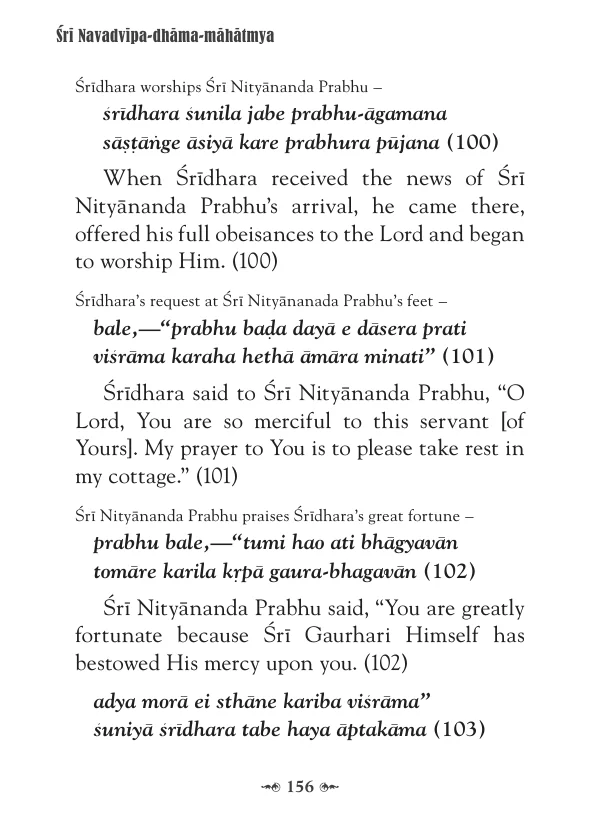 Śrī Navadvīpa-dhāma-māhātmya
Śrīdhara worships Śrī Nityānanda Prabhu –
śrīdhara śunila jabe prabhu-āgamana
sāṣṭāṅge āsiyā kare prabhura pūjana (100)
When Śrīdhara received the news of Śrī
Nityānanda Prabhu’s arrival, he came there,
offered his full obeisances to the Lord and began
to worship Him. (100)
Śrīdhara’s request at Śrī Nityānanada Prabhu’s feet –
bale,—“prabhu baḍa dayā e dāsera prati
viśrāma karaha hethā āmāra minati” (101)
Śrīdhara said to Śrī Nityānanda Prabhu, “O
Lord, You are so merciful to this servant [of
Yours]. My prayer to You is to please take rest in
my cottage.” (101)
Śrī Nityānanda Prabhu praises Śrīdhara’s great fortune –
prabhu bale,—“tumi hao ati bhāgyavān
tomāre karila kṛpā gaura-bhagavān (102)
Śrī Nityānanda Prabhu said, “You are greatly
fortunate because Śrī Gaurhari Himself has
bestowed His mercy upon you. (102)
adya morā ei sthāne kariba viśrāma”
śuniyā śrīdhara tabe haya āptakāma (103)
156